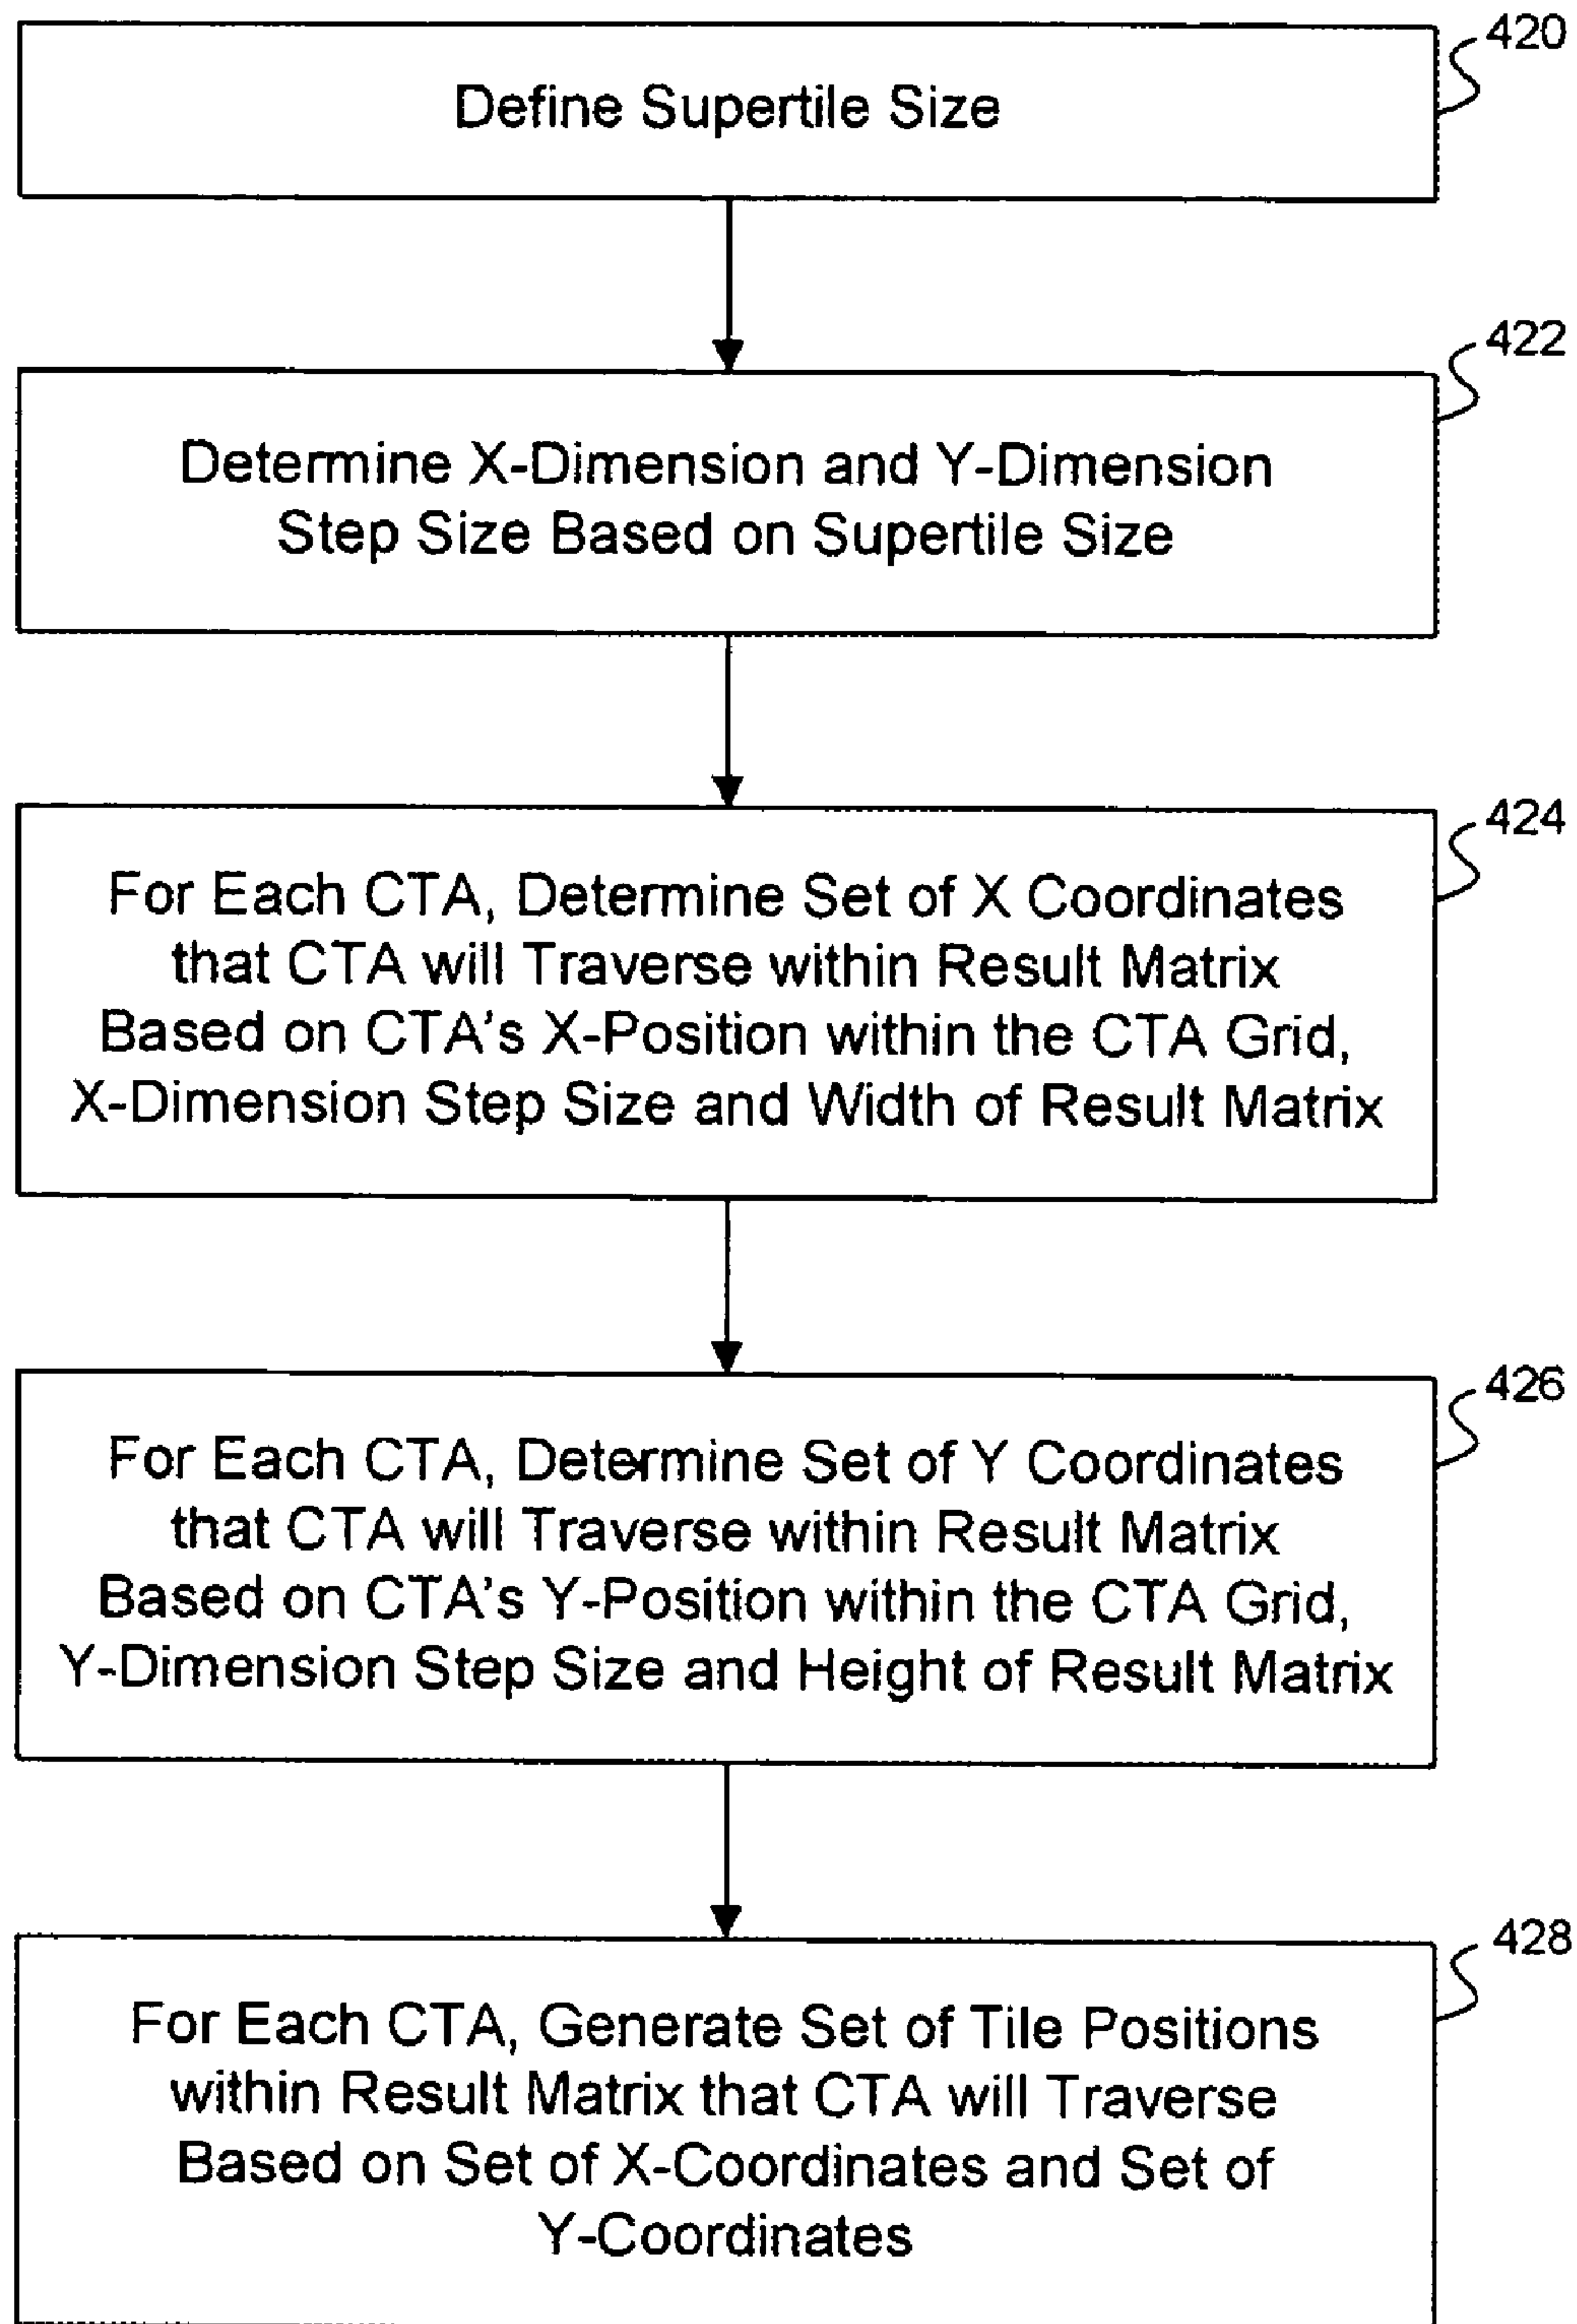 420
Define Supertile Size
422
Determine X-Dimension and Y-Dimension
Step Size Based on Supertile Size
424
For Each CTA, Determine Set of X Coordinates
that CTA will Traverse within Result Matrix
Based on CTA's X-Position within the CTA Grid,
X-Dimension Step Size and Width of Result Matrix
426
For Each CTA, Determine Set of Y Coordinates
that CTA will Traverse within Result Matrix
Based on CTA's Y-Position within the CTA Grid,
Y-Dimension Step Size and Height of Result Matrix
428
For Each CTA, Generate Set of Tile Positions
within Result Matrix that CTA will Traverse
Based on Set of X-Coordinates and Set of
Y-Coordinates